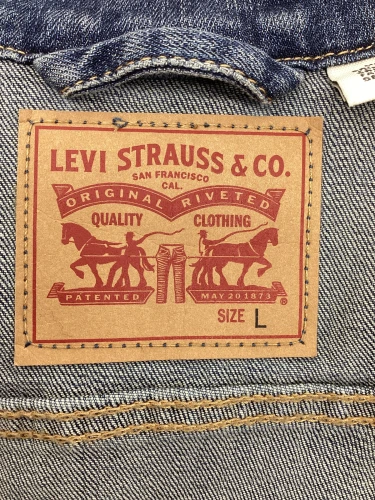 LEVI STRAUSS & CO.
SAN FRANCISCO
CAL.
ORIGINAL RIVETED
QUALITY CLOTHING
PATENTED MAY 20 1873
®
SIZE L